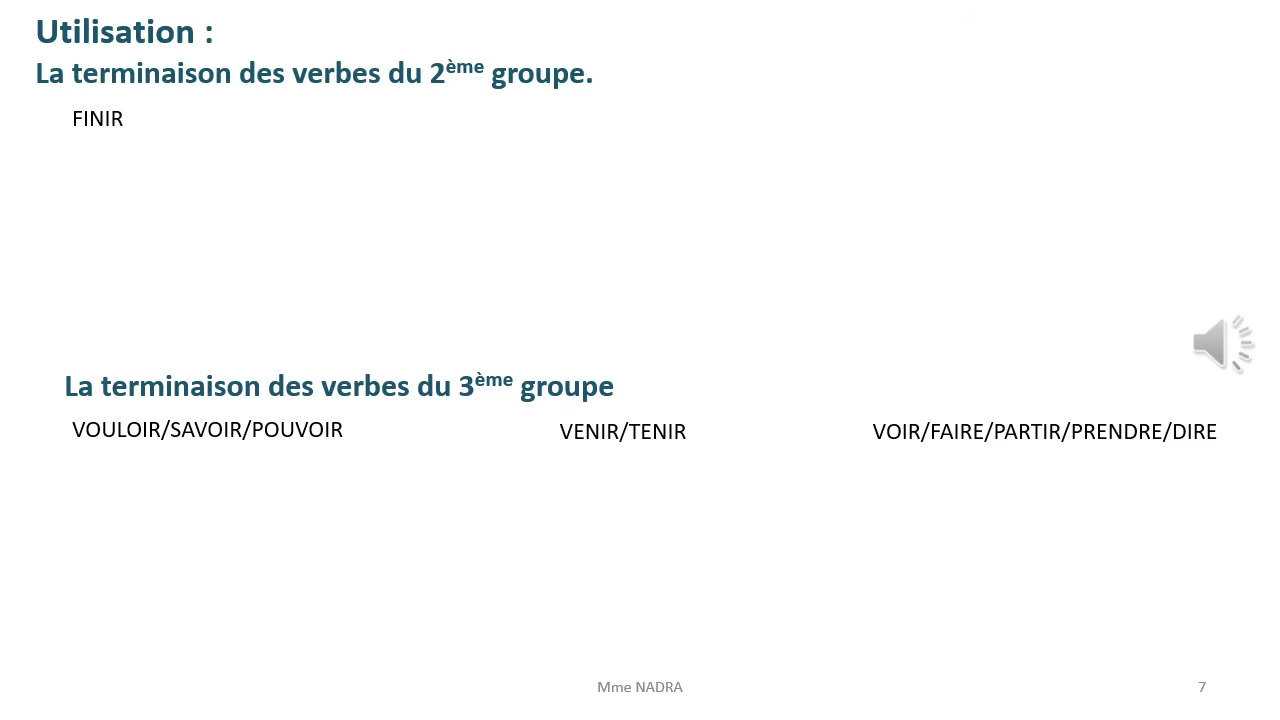 Utilisation :
La terminaison des verbes du 2ème groupe.
FINIR
La terminaison des verbes du 3ème groupe
VOULOIR/SAVOIR/POUVOIR
VENIR/TENIR
VOIR/FAIRE/PARTIR/PRENDRE/DIRE
Mme NADRA
7